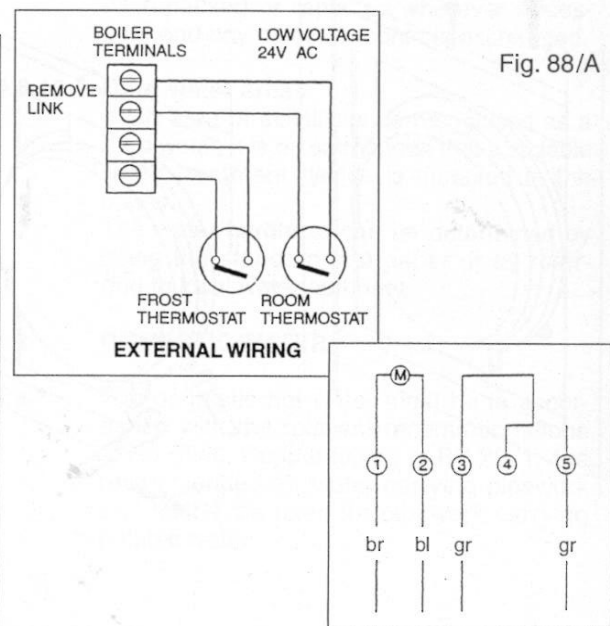 BOILER
TERMINALS
LOW VOLTAGE
24V AC
Fig. 88/A
REMOVE
LINK
FROST
THERMOSTAT
ROOM
THERMOSTAT
EXTERNAL WIRING
M
1 2 3 4 5
br bl gr gr